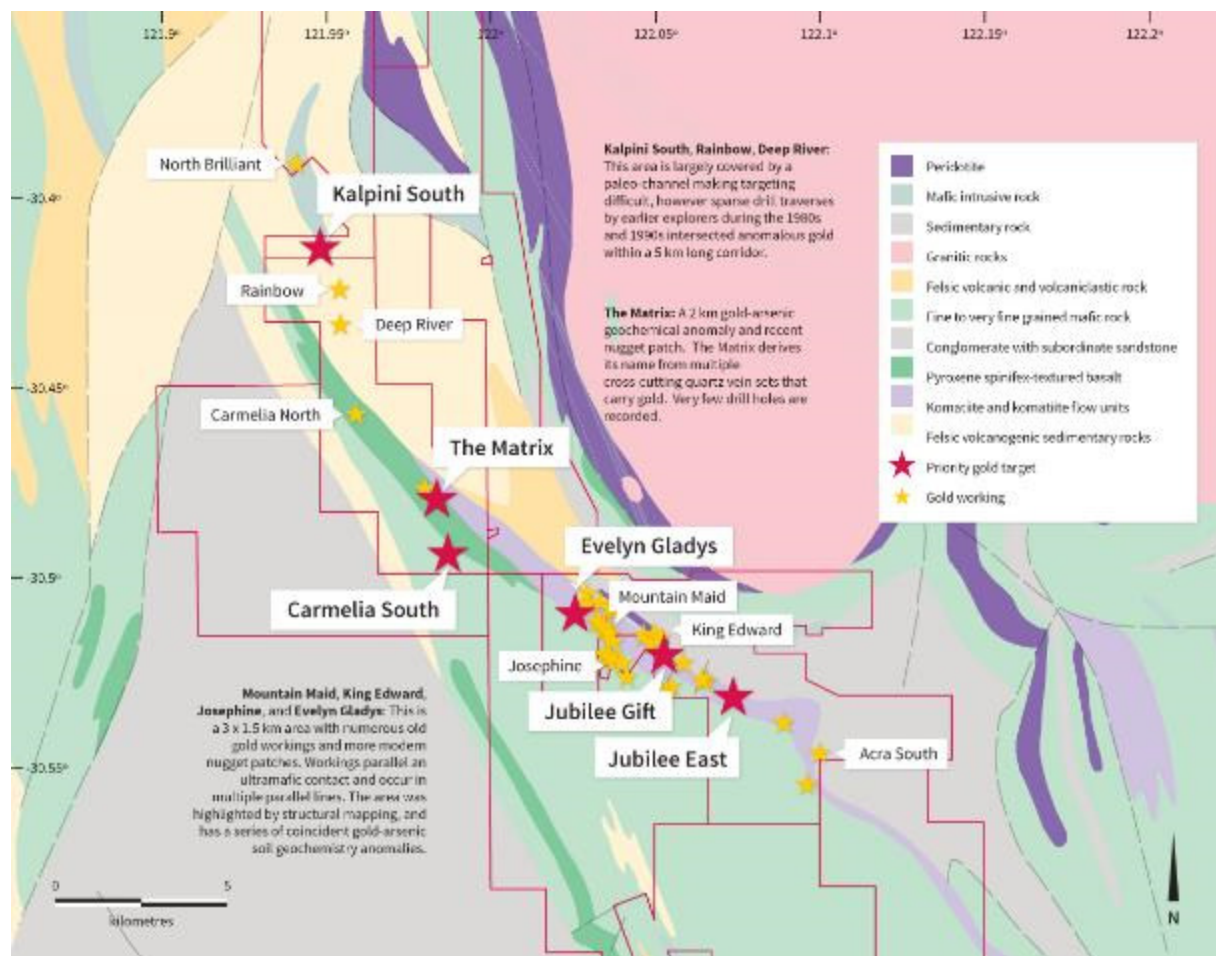 121.9° 121.95° 122° 122.05° 122.1° 122.15° 122.2°
-30.4°
-30.45°
-30.5°
-30.55°
North Brilliant
Kalpini South
Rainbow
Deep River
Carmelia North
The Matrix
Evelyn Gladys
Carmelia South
Mountain Maid
King Edward
Josephine
Jubilee Gift
Jubilee East
Acra South
Kalpini South, Rainbow, Deep River:
This area is largely covered by a
paleo-channel making targeting
difficult, however sparse drill traverses
by earlier explorers during the 1980s
and 1990s intersected anomalous gold
within a 5 km long corridor.
The Matrix: A 2 km gold-arsenic
geochemical anomaly and recent
nugget patch. The Matrix derives
its name from multiple
cross-cutting quartz vein sets that
carry gold. Very few drill holes are
recorded.
Peridotite
Mafic intrusive rock
Sedimentary rock
Granitic rocks
Felsic volcanic and volcaniclastic rock
Fine to very fine grained mafic rock
Conglomerate with subordinate sandstone
Pyroxene spinifex-textured basalt
Komatiite and komatiite flow units
Felsic volcanogenic sedimentary rocks
Priority gold target
Gold working
Mountain Maid, King Edward,
Josephine, and Evelyn Gladys: This is
a 3 x 1.5 km area with numerous old
gold workings and more modern
nugget patches. Workings parallel an
ultramafic contact and occur in
multiple parallel lines. The area was
highlighted by structural mapping, and
has a series of coincident gold-arsenic
soil geochemistry anomalies.
0 5
kilometres
N